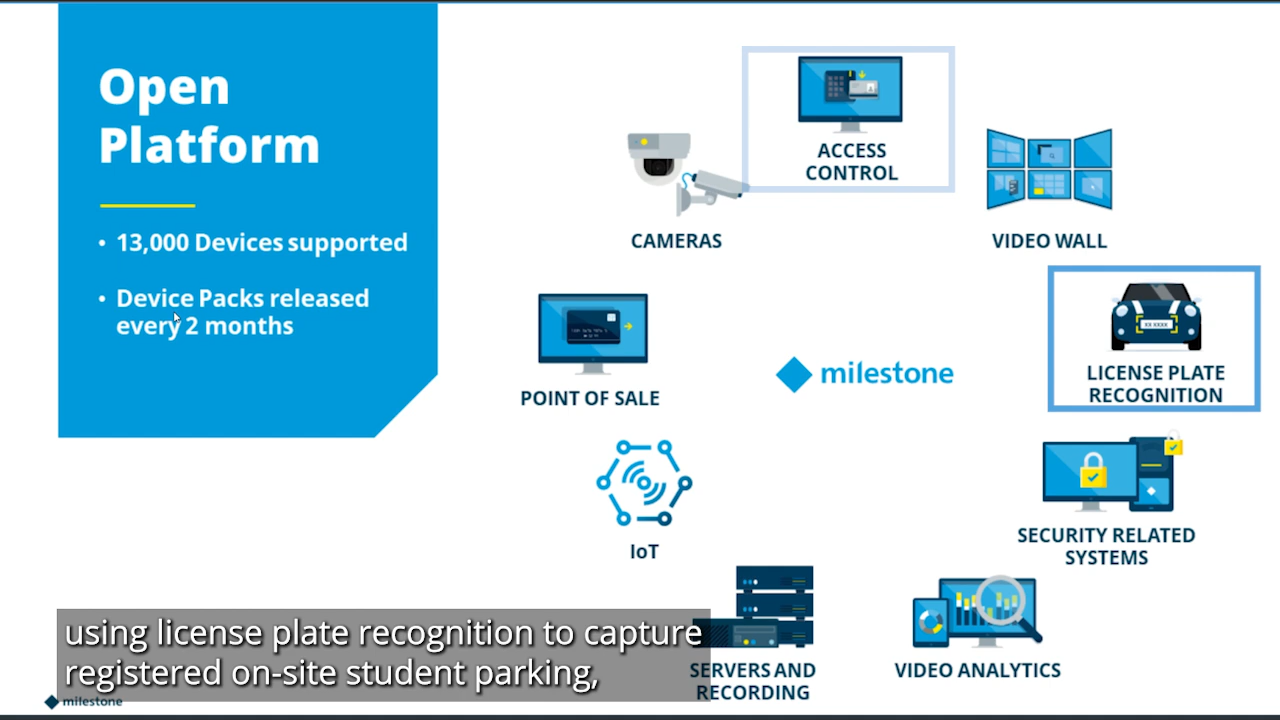 Open
Platform
• 13,000 Devices supported
• Device Packs released
every 2 months
ACCESS
CONTROL
CAMERAS
VIDEO WALL
XX XXXX
LICENSE PLATE
RECOGNITION
POINT OF SALE
milestone
SECURITY RELATED
SYSTEMS
IoT
SERVERS AND
RECORDING
VIDEO ANALYTICS
using license plate recognition to capture
registered on-site student parking,
milestone